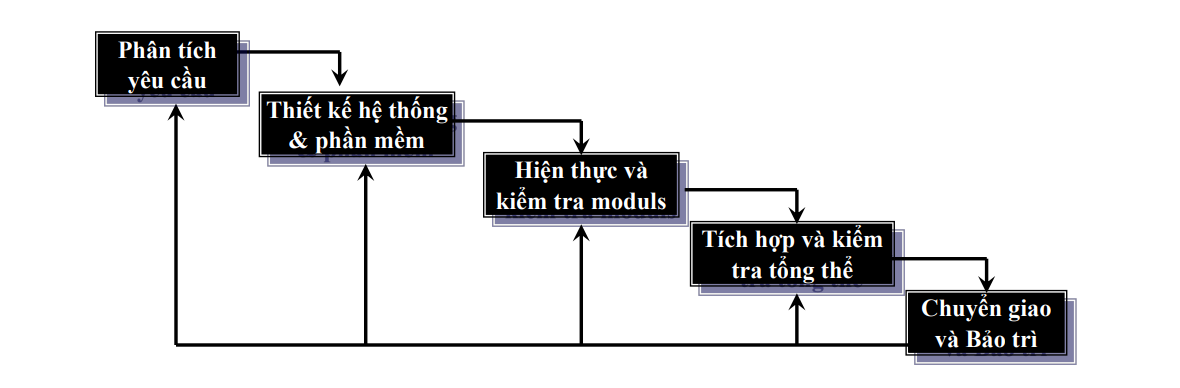 Phân tích
yêu cầu
Thiết kế hệ thống
& phần mềm
Hiện thực và
kiểm tra moduls
Tích hợp và kiểm
tra tổng thể
Chuyển giao
và Bảo trì